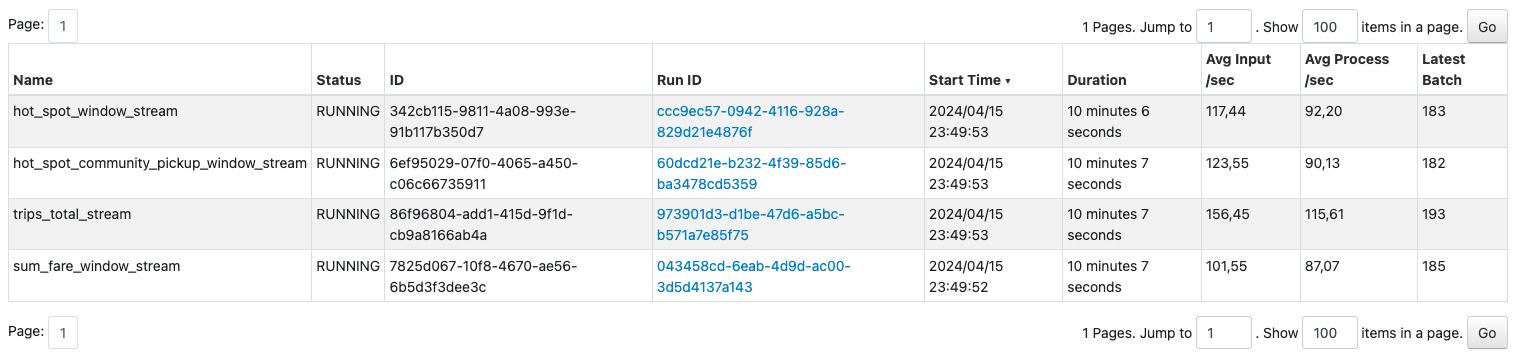 Page: 1 1 Pages. Jump to 1 . Show 100 items in a page. Go
Avg Input Avg Process Latest
Name Status ID Run ID Start Time ▾ Duration /sec /sec Batch
hot_spot_window_stream RUNNING 342cb115-9811-4a08-993e- ccc9ec57-0942-4116-928a- 2024/04/15 10 minutes 6 117,44 92,20 183
91b117b350d7 829d21e4876f 23:49:53 seconds
hot_spot_community_pickup_window_stream RUNNING 6ef95029-07f0-4065-a450- 60dcd21e-b232-4f39-85d6- 2024/04/15 10 minutes 7 123,55 90,13 182
c06c66735911 ba3478cd5359 23:49:53 seconds
trips_total_stream RUNNING 86f96804-add1-415d-9f1d- 973901d3-d1be-47d6-a5bc- 2024/04/15 10 minutes 7 156,45 115,61 193
cb9a8166ab4a b571a7e85f75 23:49:53 seconds
sum_fare_window_stream RUNNING 7825d067-10f8-4670-ae56- 043458cd-6eab-4d9d-ac00- 2024/04/15 10 minutes 7 101,55 87,07 185
6b5d3f3dee3c 3d5d4137a143 23:49:52 seconds
Page: 1 1 Pages. Jump to 1 . Show 100 items in a page. Go